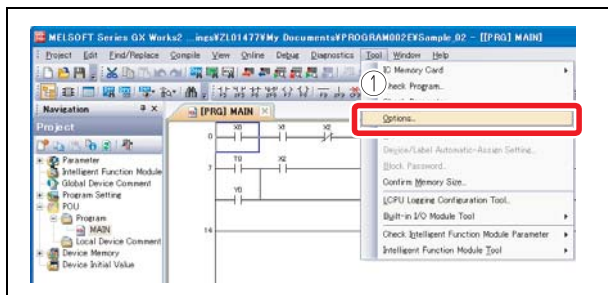 MELSOFT Series GX Works2 ...ings¥ZL01477¥My Documents¥PROGRAM002E¥Sample_02 - [[PRG] MAIN]
Project Edit Find/Replace Compile View Online Debug Diagnostics Tool Window Help
IC Memory Card
1
Check Program...
Navigation
[PRG] MAIN
Options...
Project
0 X0 X1 X2
Device/Label Automatic-Assign Setting...
Parameter
7 T0 X2
Block Password...
Intelligent Function Module
Confirm Memory Size...
Global Device Comment
Program Setting
Y0
LCPU Logging Configuration Tool...
POU
Built-in I/O Module Tool
Program
MAIN
14
Check Intelligent Function Module Parameter
Local Device Comment
Intelligent Function Module Tool
Device Memory
Device Initial Value